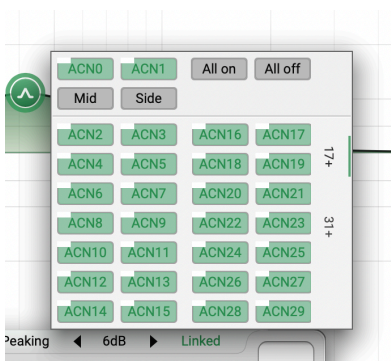 ACN0 ACN1 All on All off
Mid Side
ACN2 ACN3 ACN16 ACN17
17+
ACN4 ACN5 ACN18 ACN19
ACN6 ACN7 ACN20 ACN21
ACN8 ACN9 ACN22 ACN23
31+
ACN10 ACN11 ACN24 ACN25
ACN12 ACN13 ACN26 ACN27
ACN14 ACN15 ACN28 ACN29
Peaking 6dB Linked